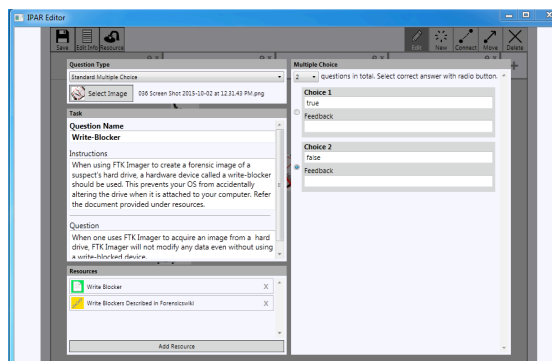 IPAR Editor
Save
Edit Info
Resource
Edit
New
Connect
Move
Delete
Question Type
Standard Multiple Choice
Select Image
036 Screen Shot 2015-10-02 at 12.31.43 PM.png
Task
Question Name
Write-Blocker
Instructions
When using FTK Imager to create a forensic image of a
suspect's hard drive, a hardware device called a write-blocker
should be used. This prevents your OS from accidentally
altering the drive when it is attached to your computer. Refer
the document provided under resources.
Question
When one uses FTK Imager to acquire an image from a hard
drive, FTK Imager will not modify any data even without using
a write-blocked device.
Resources
Write Blocker X
Write Blockers Described in Forensicswiki X
Add Resource
Multiple Choice
2 questions in total. Select correct answer with radio button.
Choice 1
true
Feedback
Choice 2
false
Feedback